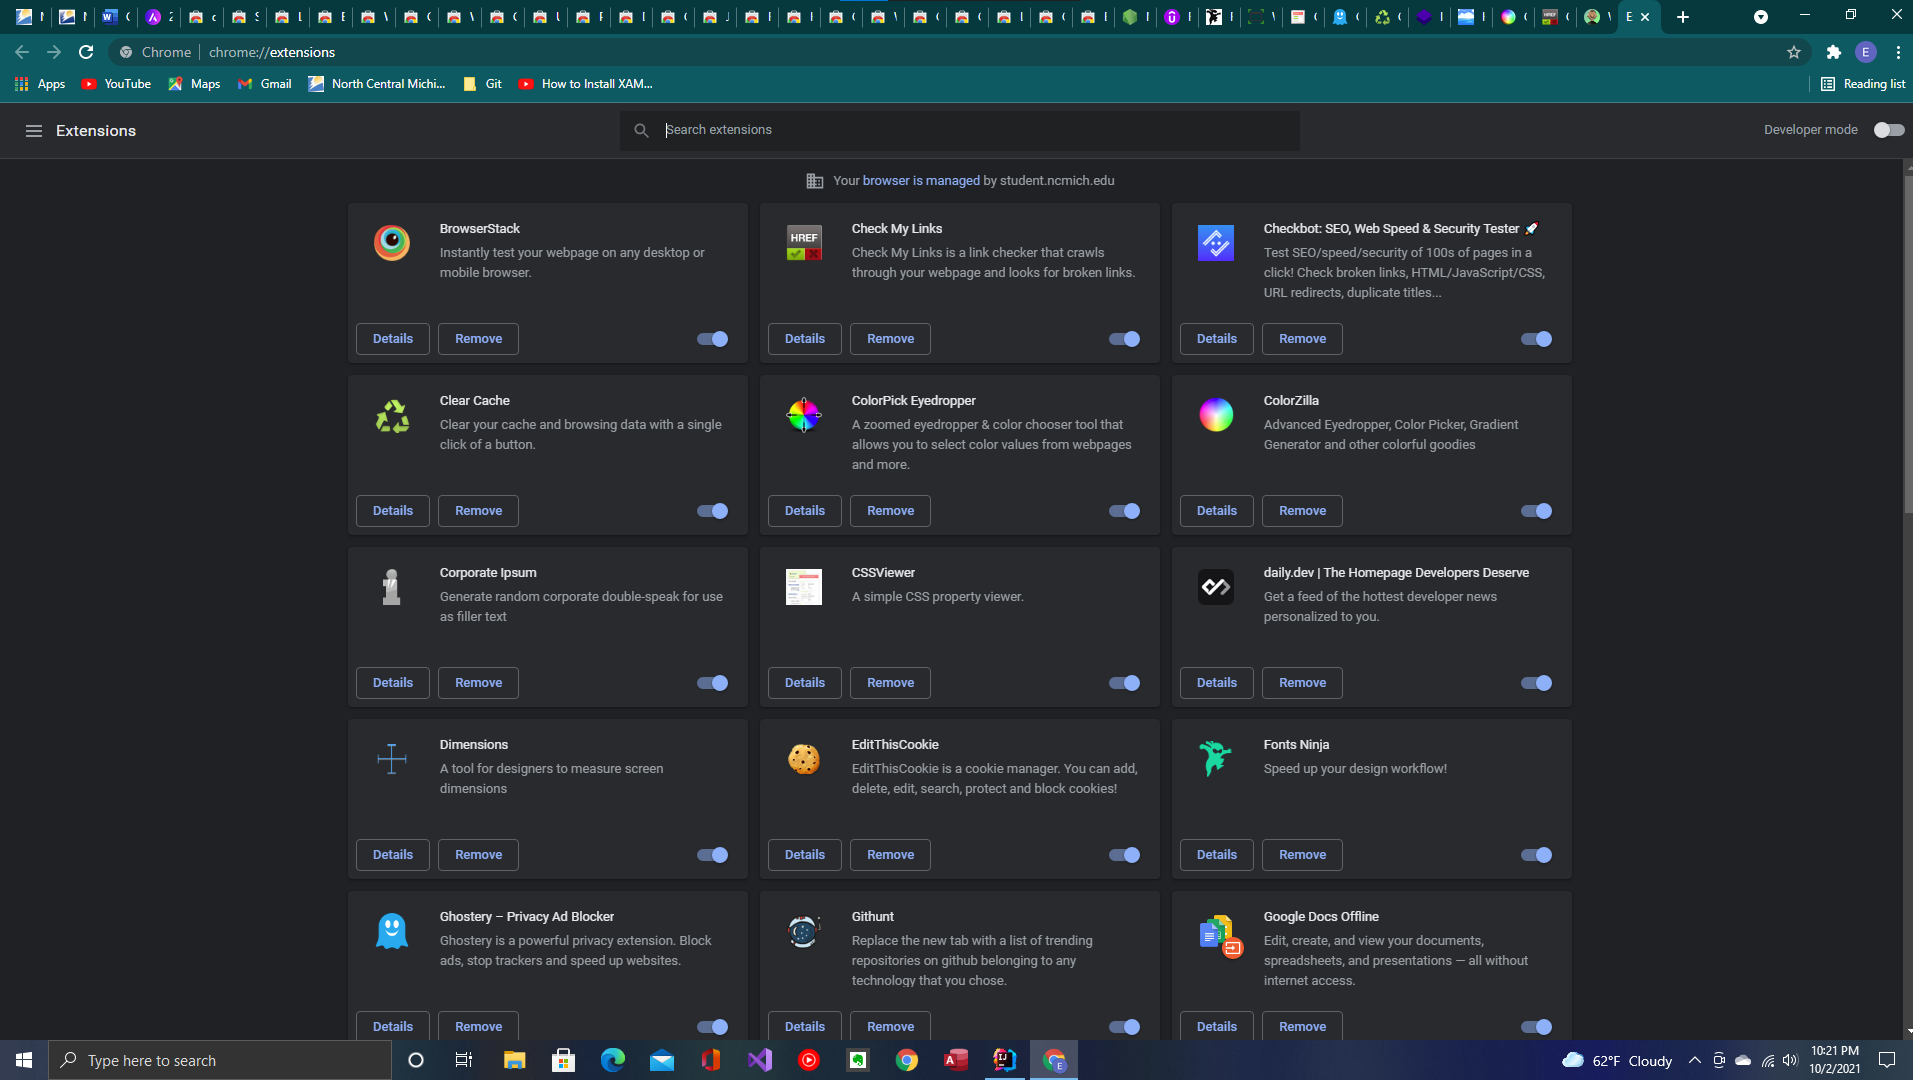 Chrome
chrome://extensions
Apps
YouTube
Maps
Gmail
North Central Michi...
Git
How to Install XAM...
Reading list
Extensions
Search extensions
Developer mode
Your browser is managed by student.ncmich.edu
BrowserStack
Instantly test your webpage on any desktop or
mobile browser.
Details
Remove
HREF
Check My Links
Check My Links is a link checker that crawls
through your webpage and looks for broken links.
Details
Remove
Checkbot: SEO, Web Speed & Security Tester 🚀
Test SEO/speed/security of 100s of pages in a
click! Check broken links, HTML/JavaScript/CSS,
URL redirects, duplicate titles...
Details
Remove
Clear Cache
Clear your cache and browsing data with a single
click of a button.
Details
Remove
ColorPick Eyedropper
A zoomed eyedropper & color chooser tool that
allows you to select color values from webpages
and more.
Details
Remove
ColorZilla
Advanced Eyedropper, Color Picker, Gradient
Generator and other colorful goodies
Details
Remove
Corporate Ipsum
Generate random corporate double-speak for use
as filler text
Details
Remove
CSSViewer
A simple CSS property viewer.
Details
Remove
daily.dev | The Homepage Developers Deserve
Get a feed of the hottest developer news
personalized to you.
Details
Remove
Dimensions
A tool for designers to measure screen
dimensions
Details
Remove
EditThisCookie
EditThisCookie is a cookie manager. You can add,
delete, edit, search, protect and block cookies!
Details
Remove
Fonts Ninja
Speed up your design workflow!
Details
Remove
Ghostery – Privacy Ad Blocker
Ghostery is a powerful privacy extension. Block
ads, stop trackers and speed up websites.
Details
Remove
Githunt
Replace the new tab with a list of trending
repositories on github belonging to any
technology that you chose.
Details
Remove
Google Docs Offline
Edit, create, and view your documents,
spreadsheets, and presentations — all without
internet access.
Details
Remove
Type here to search
62°F Cloudy
10:21 PM
10/2/2021